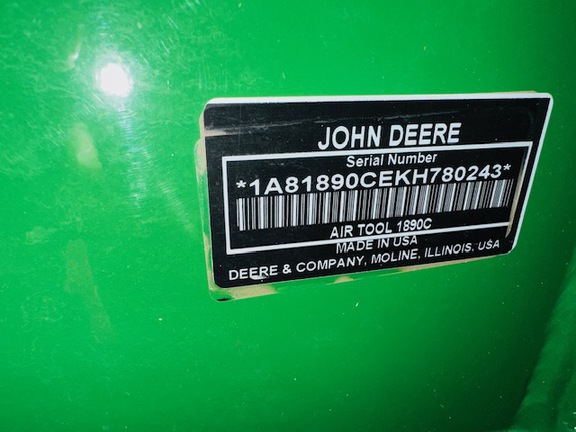 JOHN DEERE
Serial Number
*1A81890CEKH780243*
AIR TOOL 1890C
MADE IN USA
DEERE & COMPANY, MOLINE, ILLINOIS, USA